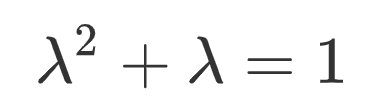 λ² + λ = 1